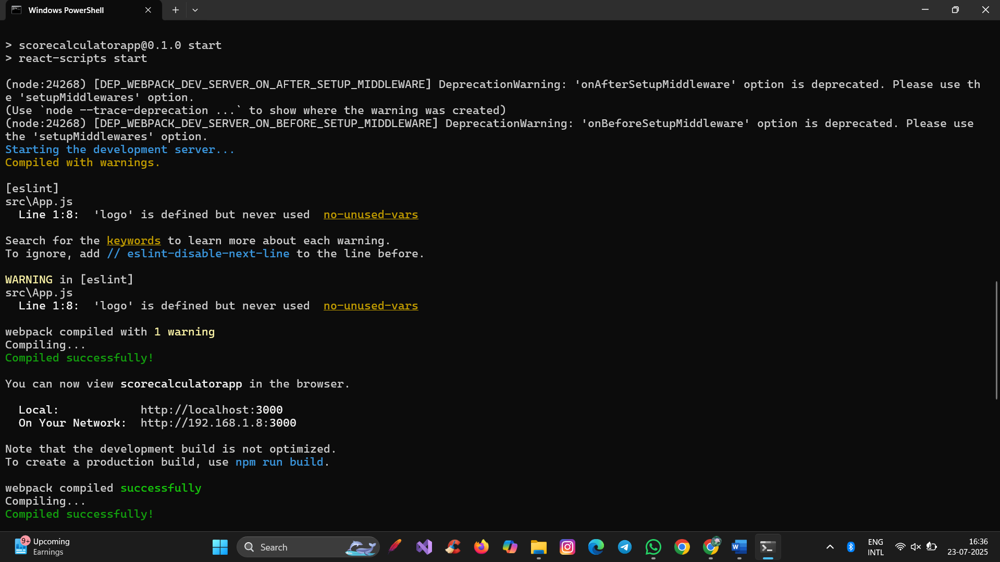 Windows PowerShell
> scorecalculatorapp@0.1.0 start
> react-scripts start
(node:24268) [DEP_WEBPACK_DEV_SERVER_ON_AFTER_SETUP_MIDDLEWARE] DeprecationWarning: 'onAfterSetupMiddleware' option is deprecated. Please use th
e 'setupMiddlewares' option.
(Use `node --trace-deprecation ...` to show where the warning was created)
(node:24268) [DEP_WEBPACK_DEV_SERVER_ON_BEFORE_SETUP_MIDDLEWARE] DeprecationWarning: 'onBeforeSetupMiddleware' option is deprecated. Please use
the 'setupMiddlewares' option.
Starting the development server...
Compiled with warnings.
[eslint]
src\App.js
  Line 1:8:  'logo' is defined but never used  no-unused-vars
Search for the keywords to learn more about each warning.
To ignore, add // eslint-disable-next-line to the line before.
WARNING in [eslint]
src\App.js
  Line 1:8:  'logo' is defined but never used  no-unused-vars
webpack compiled with 1 warning
Compiling...
Compiled successfully!
You can now view scorecalculatorapp in the browser.
  Local:            http://localhost:3000
  On Your Network:  http://192.168.1.8:3000
Note that the development build is not optimized.
To create a production build, use npm run build.
webpack compiled successfully
Compiling...
Compiled successfully!
9+
Upcoming
Earnings
Search
W
ENG
INTL
16:36
23-07-2025